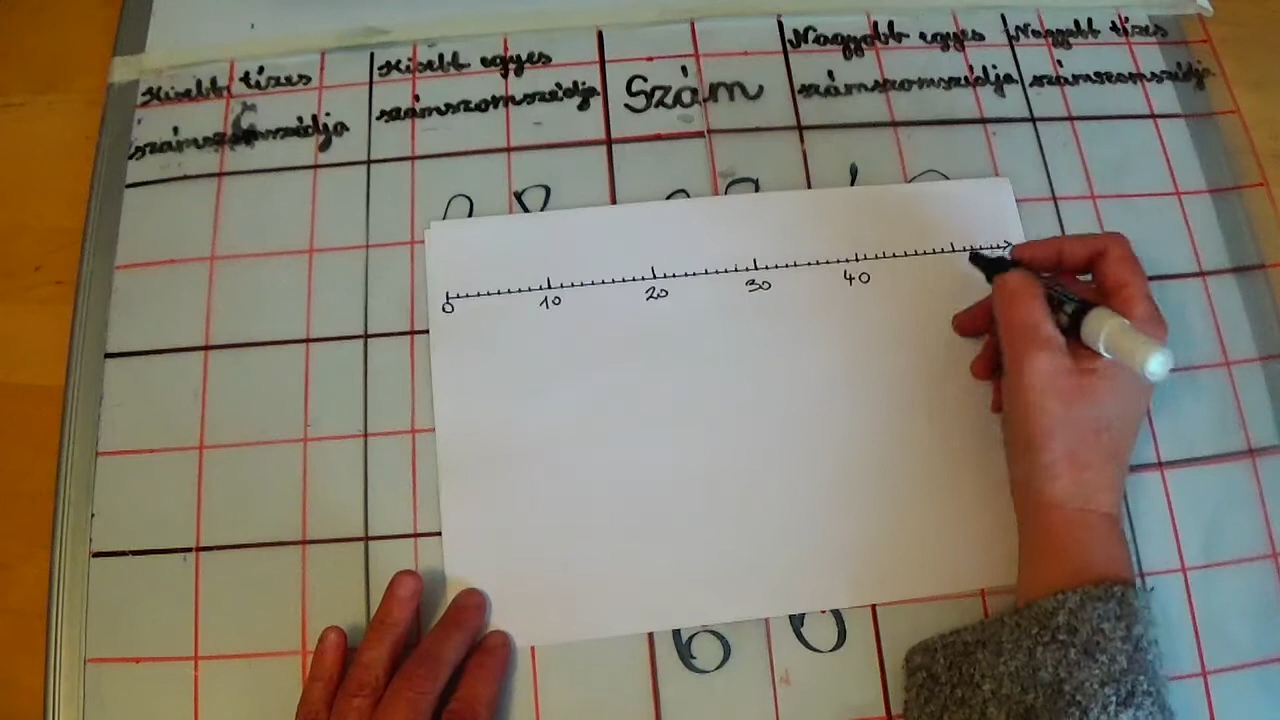 Kisebb tízes
számszomszédja
Kisebb egyes
számszomszédja
Szám
Nagyobb egyes
számszomszédja
Nagyobb tízes
számszomszédja
0 10 20 30 40
60